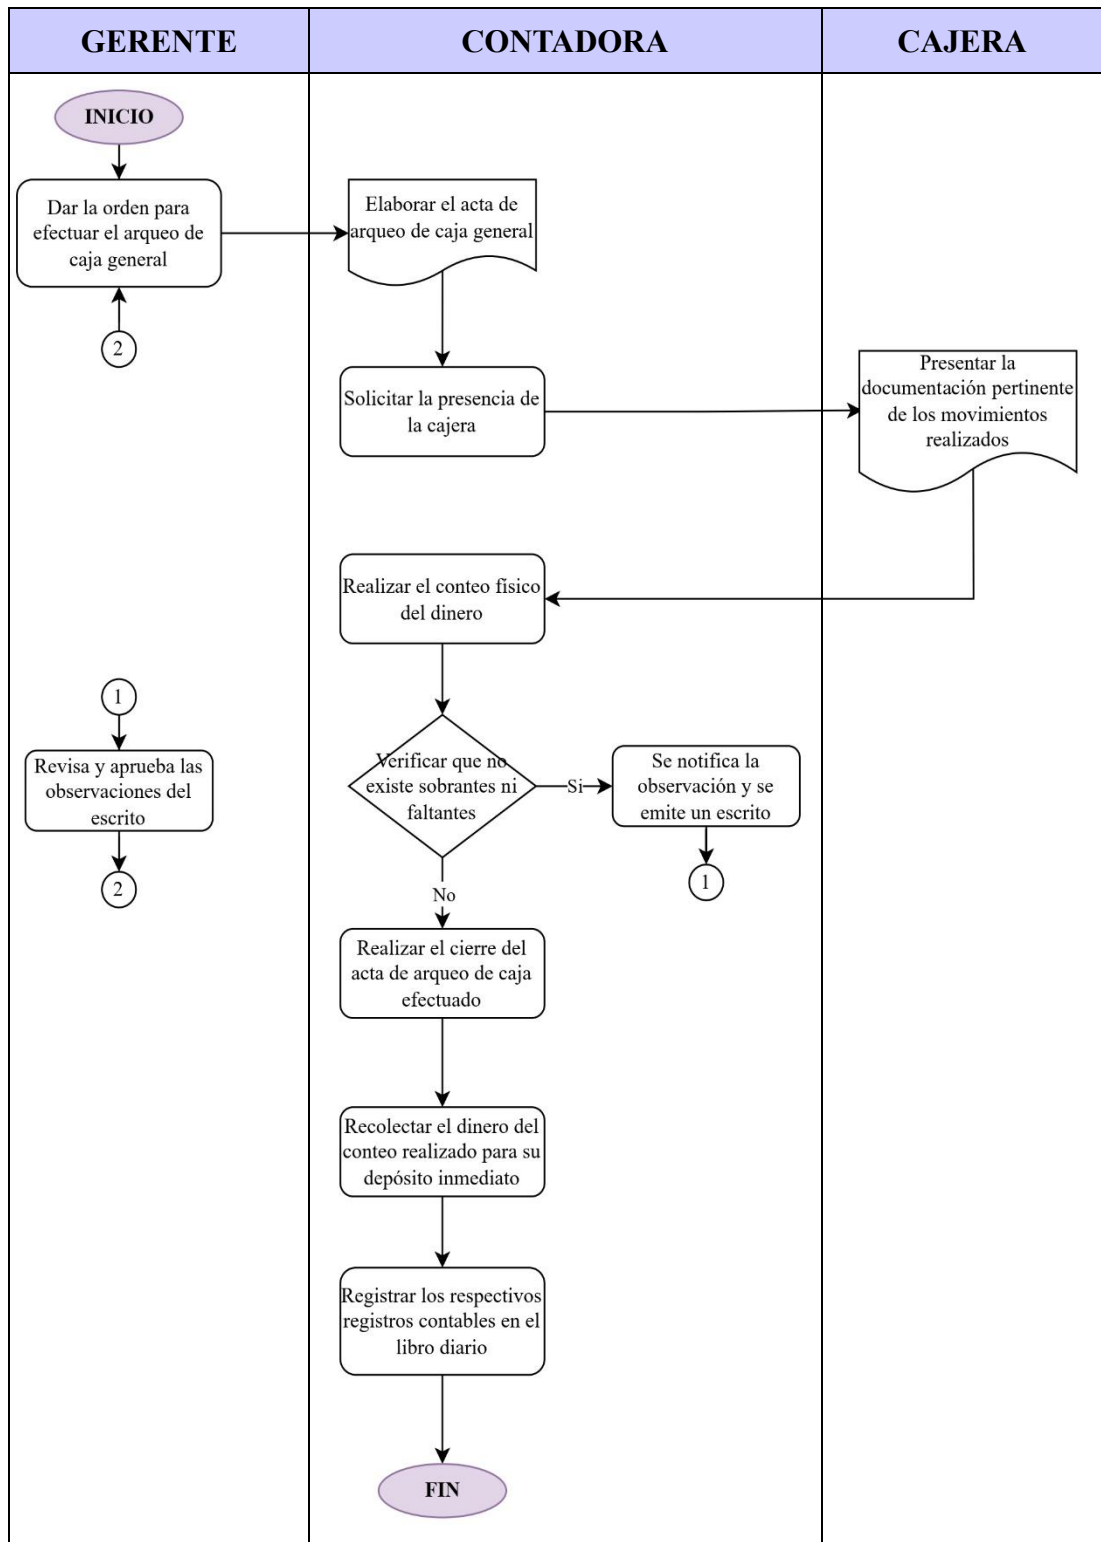 GERENTE
CONTADORA
CAJERA
INICIO
Dar la orden para
efectuar el arqueo de
caja general
2
Elaborar el acta de
arqueo de caja general
Solicitar la presencia de
la cajera
Presentar la
documentación pertinente
de los movimientos
realizados
Realizar el conteo físico
del dinero
1
Revisa y aprueba las
observaciones del
escrito
2
Verificar que no
existe sobrantes ni
faltantes
Si
Se notifica la
observación y se
emite un escrito
1
No
Realizar el cierre del
acta de arqueo de caja
efectuado
Recolectar el dinero del
conteo realizado para su
depósito inmediato
Registrar los respectivos
registros contables en el
libro diario
FIN